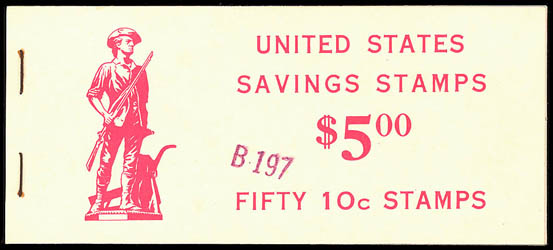 UNITED STATES
SAVINGS STAMPS
$5.00
B·197
FIFTY 10c STAMPS